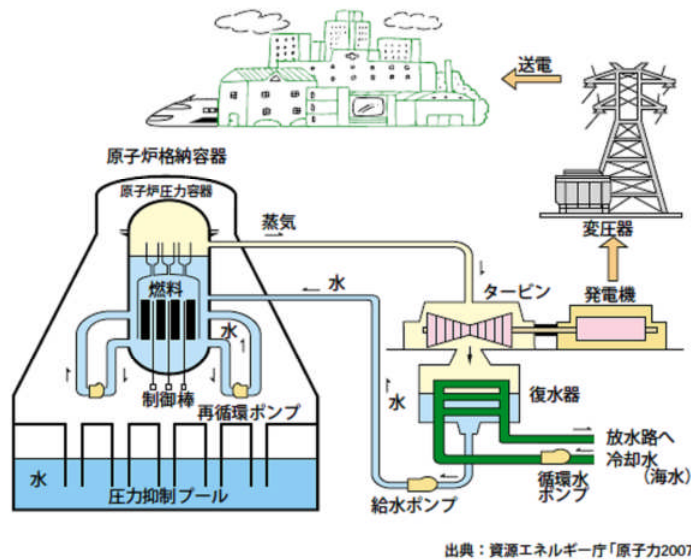 送電
原子炉格納容器
原子炉圧力容器
変圧器
蒸気
水
燃料
タービン
発電機
水
制御棒
再循環ポンプ
水
復水器
放水路へ
冷却水
(海水)
循環水
ポンプ
給水ポンプ
水
圧力抑制プール
出典：資源エネルギー庁「原子力2007